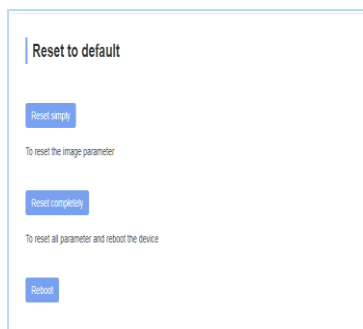 Reset to default
Reset simply
To reset the image parameter
Reset completely
To reset all parameter and reboot the device
Reboot